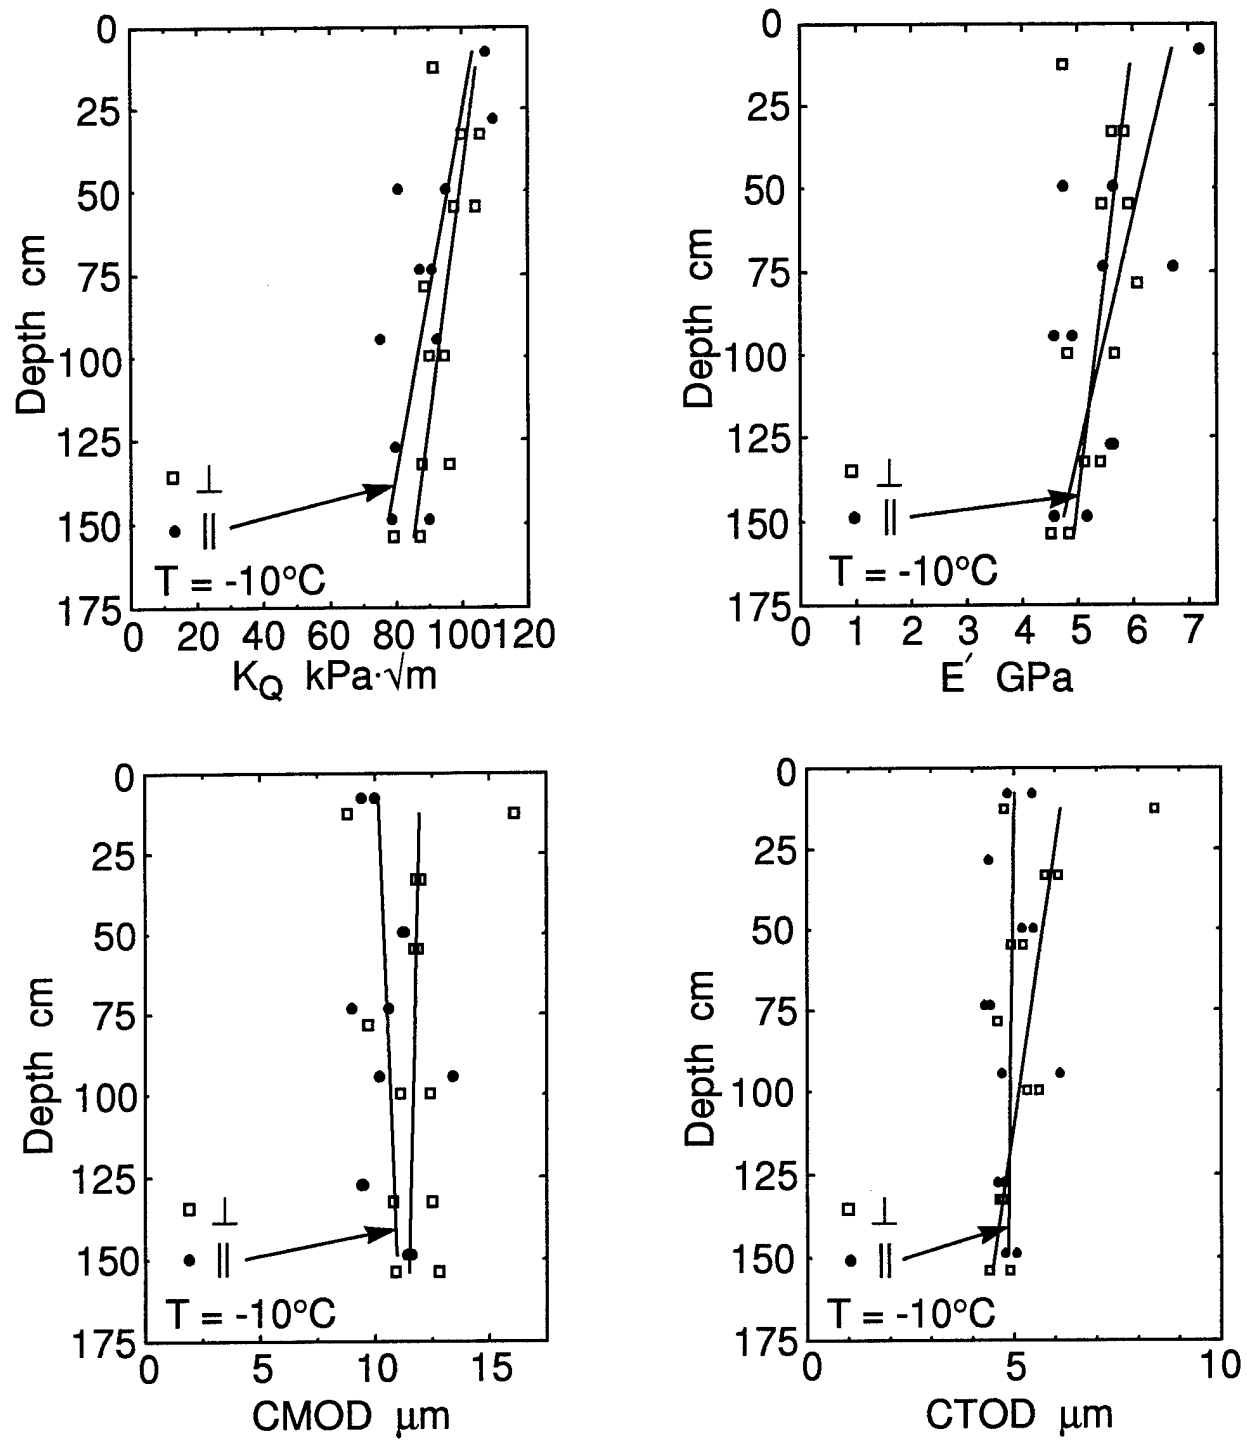 0
25
50
75
100
125
150
175
Depth cm
□ ⊥
● ||
T = -10°C
0 20 40 60 80 100 120
K_Q kPa·√m
0
25
50
75
100
125
150
175
Depth cm
□ ⊥
● ||
T = -10°C
0 1 2 3 4 5 6 7
E′ GPa
0
25
50
75
100
125
150
175
Depth cm
□ ⊥
● ||
T = -10°C
0 5 10 15
CMOD μm
0
25
50
75
100
125
150
175
Depth cm
□ ⊥
● ||
T = -10°C
0 5 10
CTOD μm